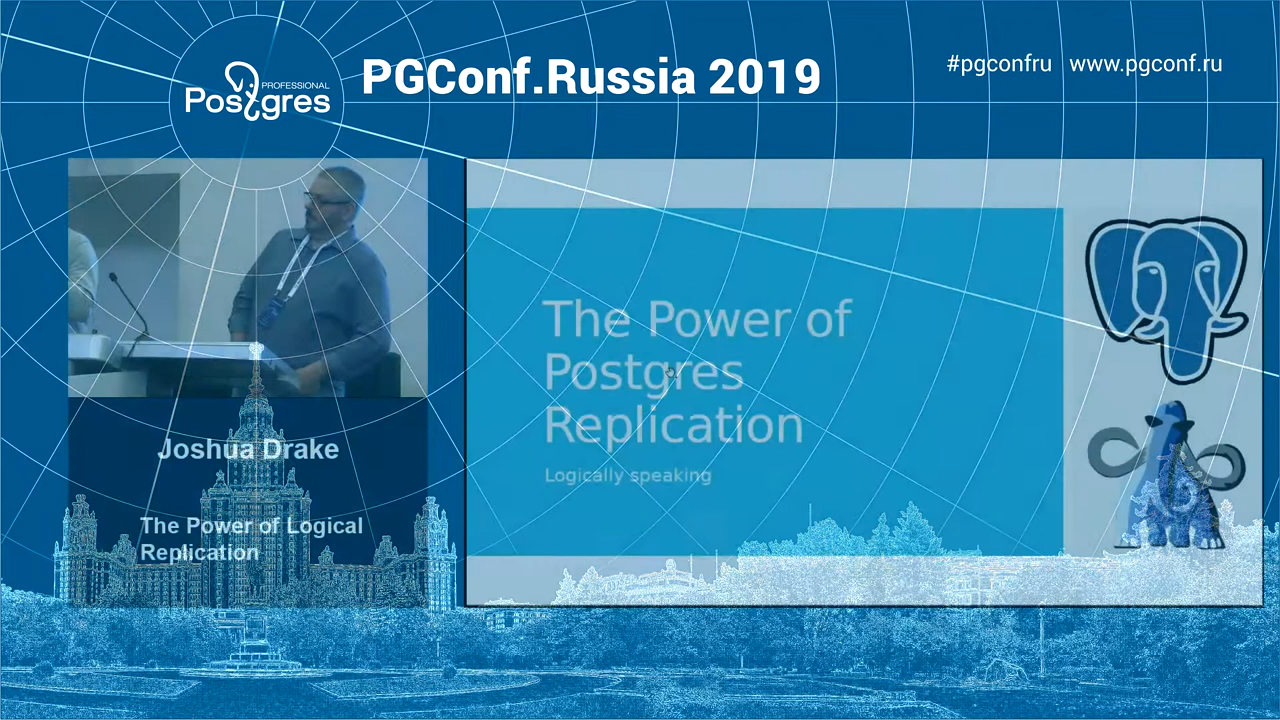 PROFESSIONAL
Postgres
PGConf.Russia 2019
#pgconfru www.pgconf.ru
Joshua Drake
The Power of Logical
Replication
The Power of
Postgres
Replication
Logically speaking